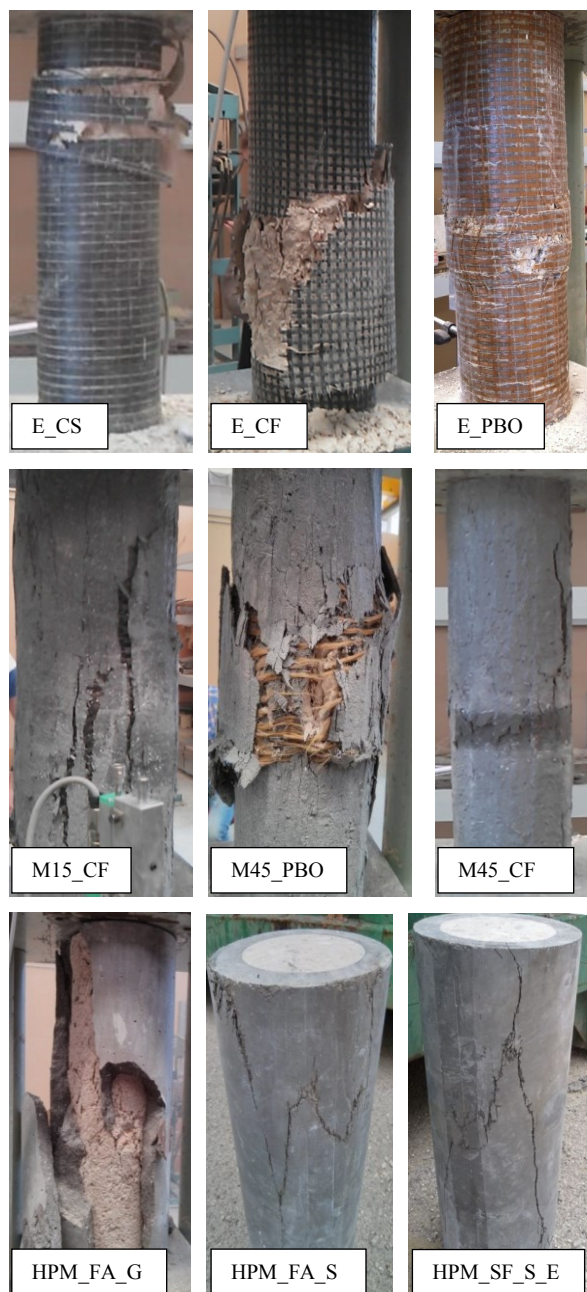 E_CS
E_CF
E_PBO
M15_CF
M45_PBO
M45_CF
HPM_FA_G
HPM_FA_S
HPM_SF_S_E